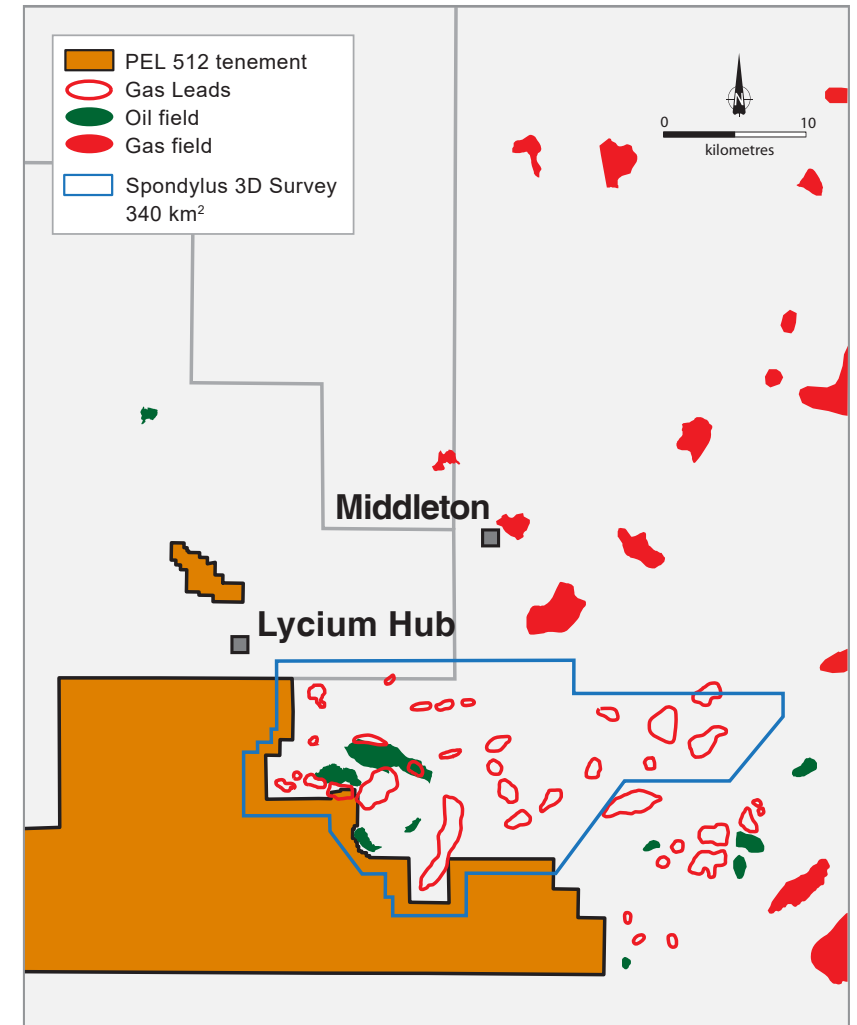 PEL 512 tenement
Gas Leads
Oil field
Gas field
Spondylus 3D Survey
340 km²
N
0 10
kilometres
Middleton
Lycium Hub